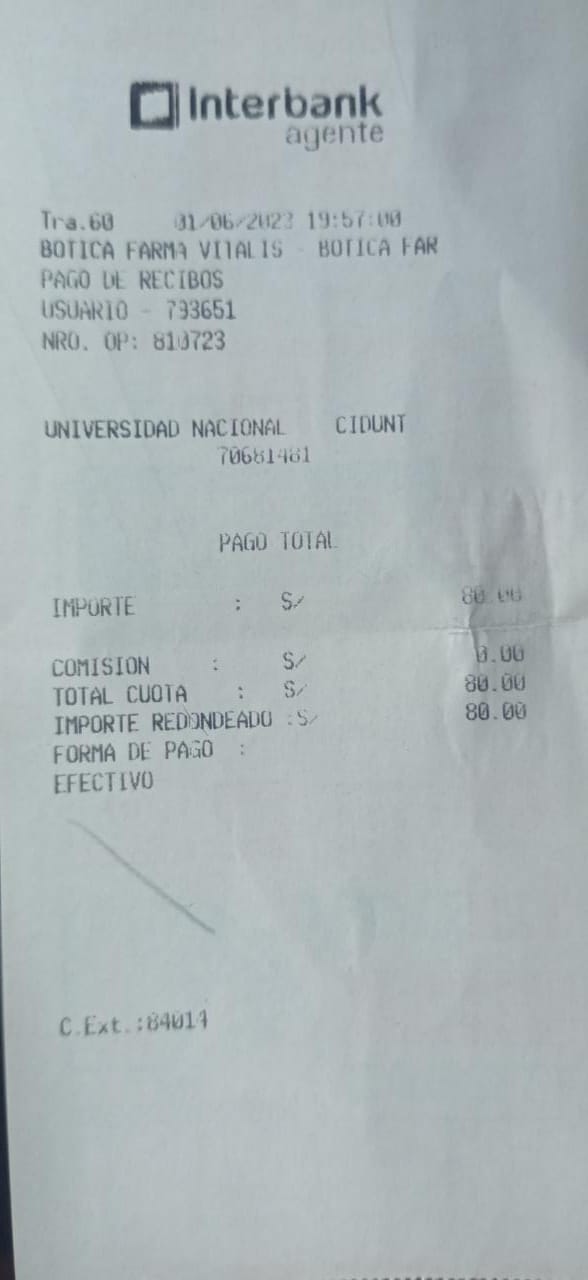 Interbank
agente
Tra.60 01/06/2023 19:57:00
BOTICA FARMA VITALIS - BOTICA FAR
PAGO DE RECIBOS
USUARIO - 793651
NRO. OP: 810723
UNIVERSIDAD NACIONAL CIDUNT
70681481
PAGO TOTAL
IMPORTE : S/ 80.00
COMISION : S/ 0.00
TOTAL CUOTA : S/ 80.00
IMPORTE REDONDEADO :S/ 80.00
FORMA DE PAGO :
EFECTIVO
C.Ext.:84014